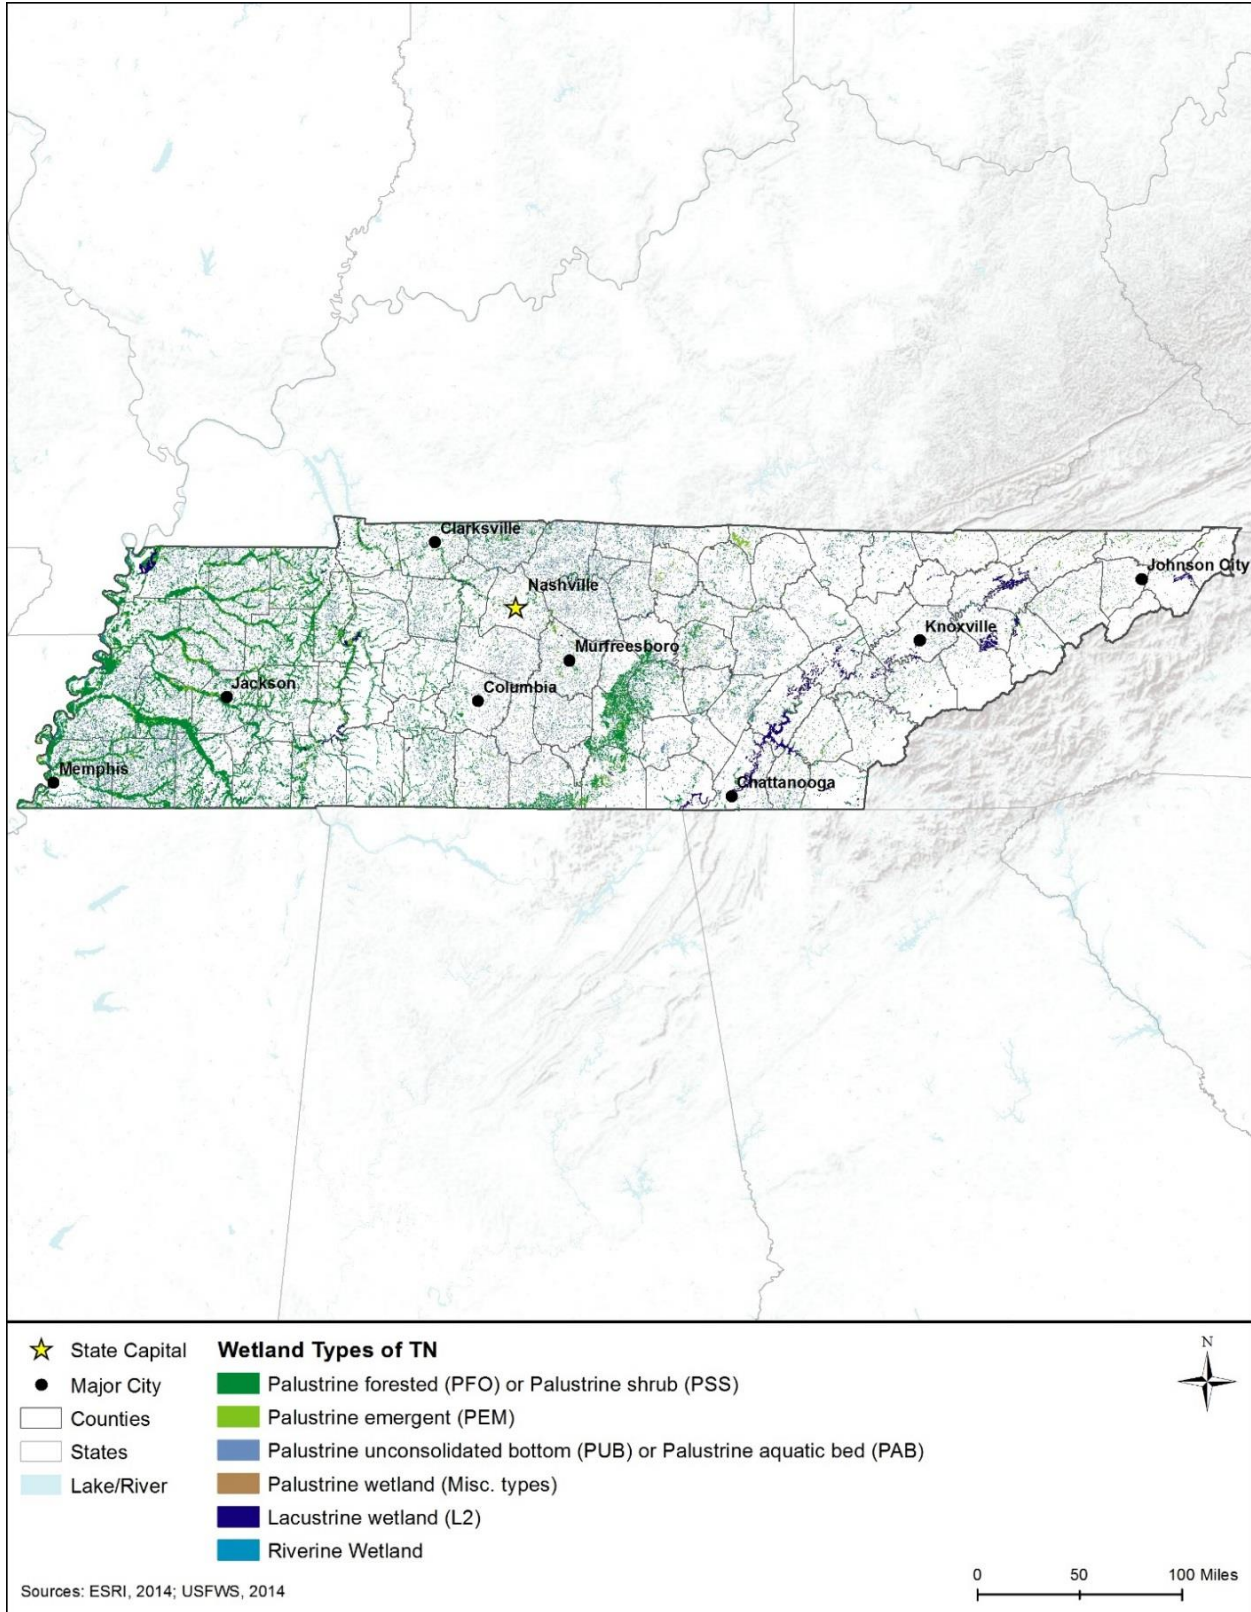 Clarksville
Nashville
Johnson City
Knoxville
Murfreesboro
Jackson
Columbia
Memphis
Chattanooga
State Capital
Major City
Counties
States
Lake/River
Wetland Types of TN
Palustrine forested (PFO) or Palustrine shrub (PSS)
Palustrine emergent (PEM)
Palustrine unconsolidated bottom (PUB) or Palustrine aquatic bed (PAB)
Palustrine wetland (Misc. types)
Lacustrine wetland (L2)
Riverine Wetland
N
0 50 100 Miles
Sources: ESRI, 2014; USFWS, 2014